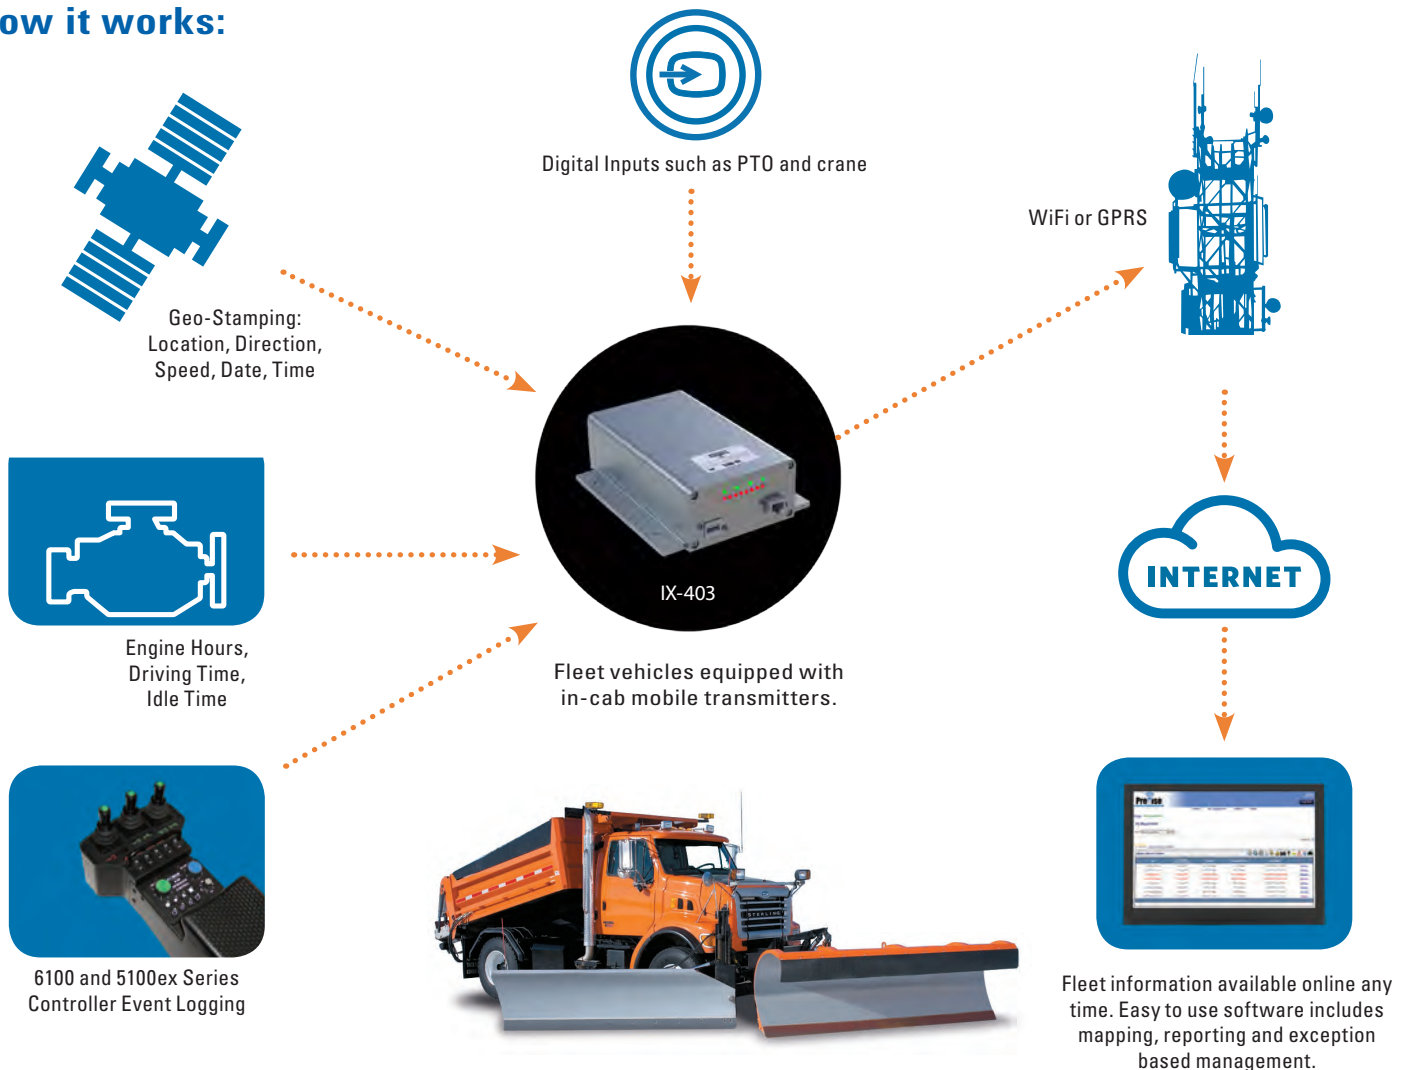 ow it works:
Digital Inputs such as PTO and crane
WiFi or GPRS
Geo-Stamping:
Location, Direction,
Speed, Date, Time
IX-403
INTERNET
Engine Hours,
Driving Time,
Idle Time
Fleet vehicles equipped with
in-cab mobile transmitters.
STERLING
6100 and 5100ex Series
Controller Event Logging
Fleet information available online any
time. Easy to use software includes
mapping, reporting and exception
based management.